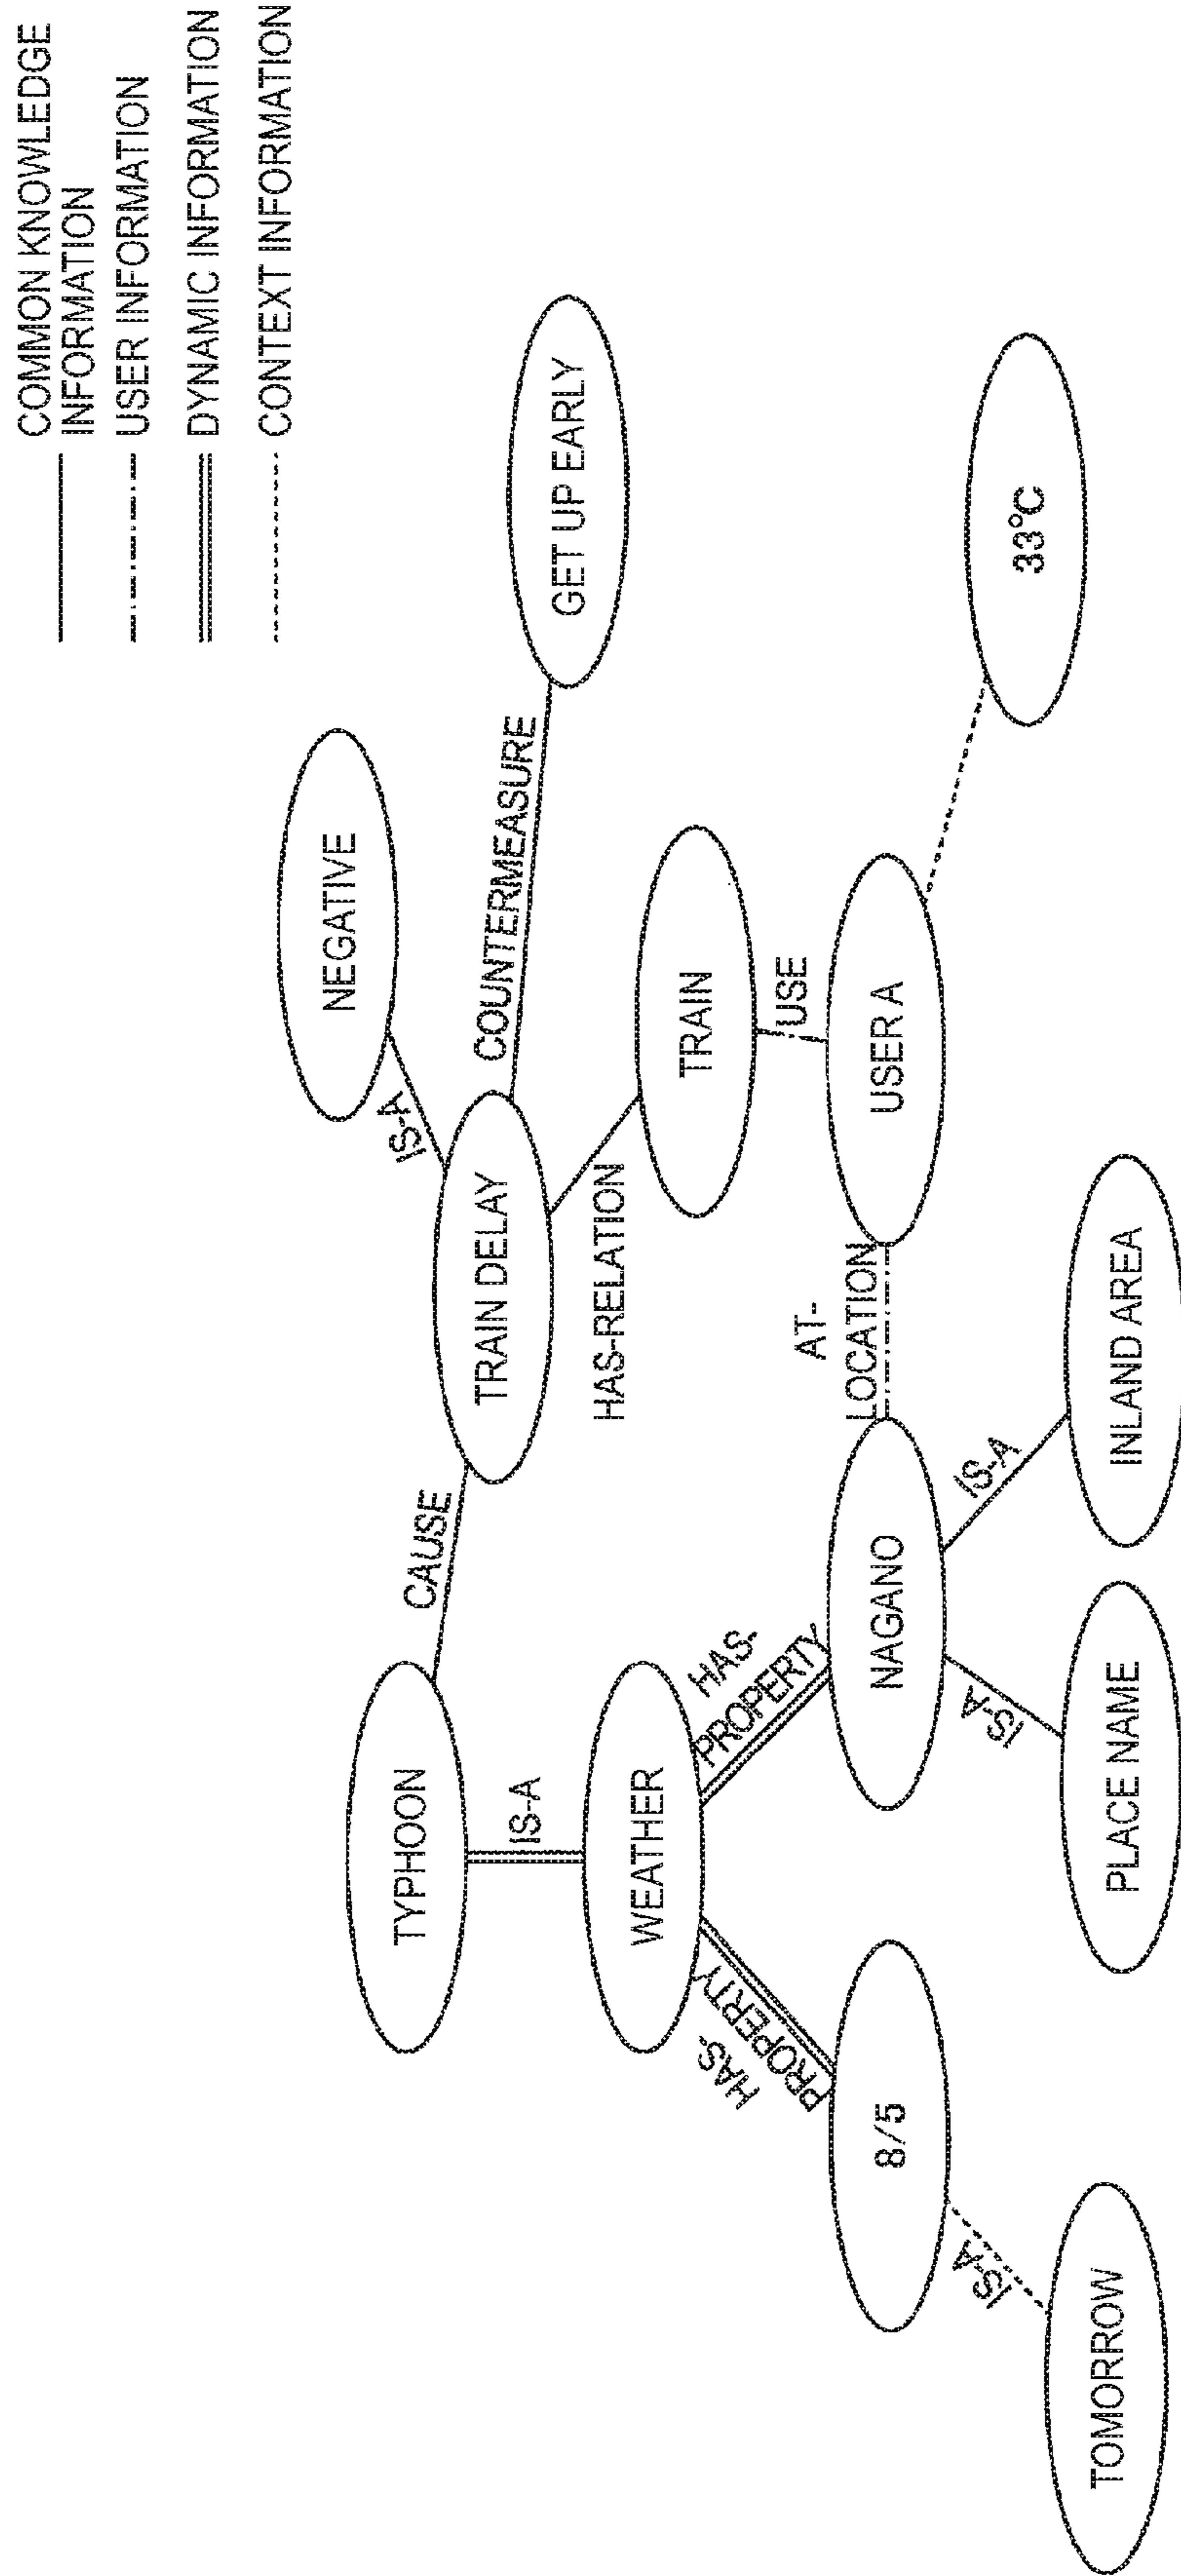 COMMON KNOWLEDGE
INFORMATION
USER INFORMATION
DYNAMIC INFORMATION
CONTEXT INFORMATION
NEGATIVE
IS-A
TYPHOON
CAUSE
TRAIN DELAY
COUNTERMEASURE
GET UP EARLY
IS-A
HAS-RELATION
WEATHER
TRAIN
HAS-
PROPERTY
HAS-
PROPERTY
AT-
LOCATION
USE
8/5
NAGANO
USER A
IS-A
IS-A
IS-A
33°C
TOMORROW
PLACE NAME
INLAND AREA